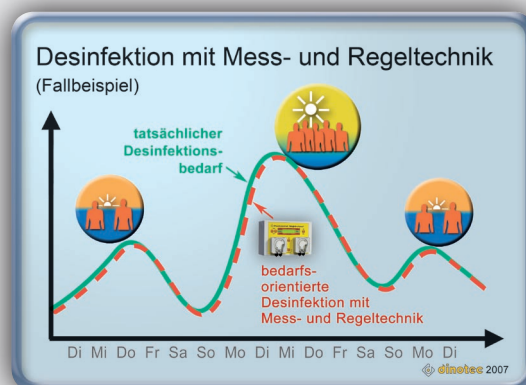 Desinfektion mit Mess- und Regeltechnik
(Fallbeispiel)
tatsächlicher
Desinfektions-
bedarf
bedarfs-
orientierte
Desinfektion mit
Mess- und Regeltechnik
Di Mi Do Fr Sa So Mo Di Mi Do Fr Sa So Mo Di
dinotec 2007